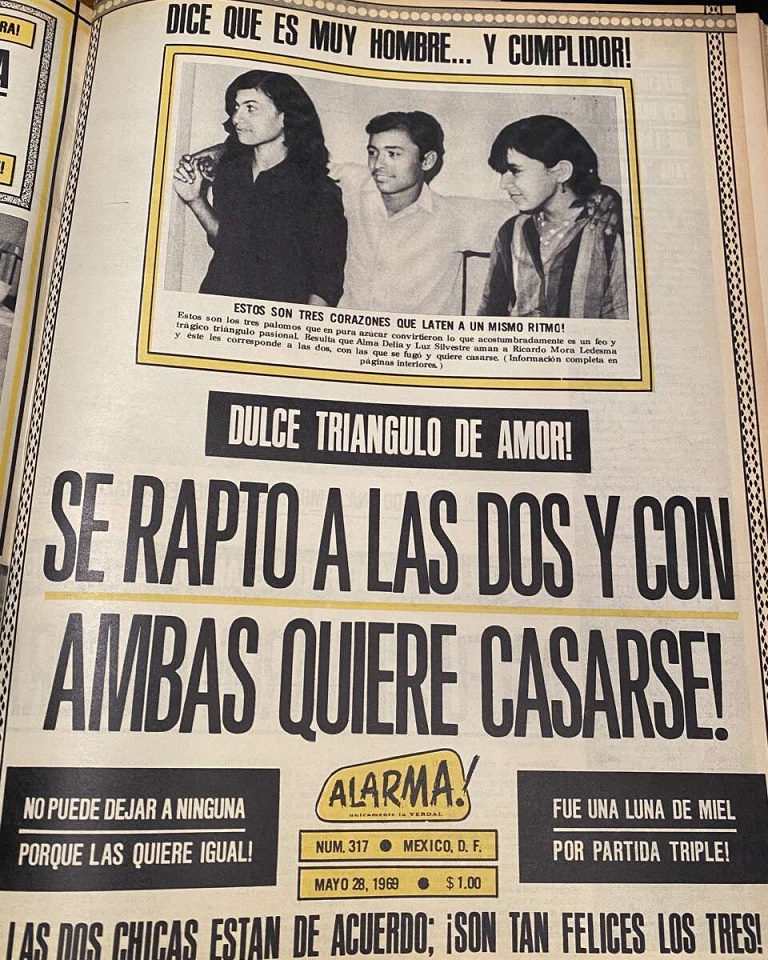 RA!
A
!
DICE QUE ES MUY HOMBRE... Y CUMPLIDOR!
ESTOS SON TRES CORAZONES QUE LATEN A UN MISMO RITMO!
Estos son los tres palomos que en pura azúcar convirtieron lo que acostumbradamente es un feo y
trágico triángulo pasional. Resulta que Alma Delia y Luz Silvestre aman a Ricardo Mora Ledesma
y éste les corresponde a las dos, con las que se fugó y quiere casarse. (Información completa en
páginas interiores.)
DULCE TRIANGULO DE AMOR!
SE RAPTO A LAS DOS Y CON
AMBAS QUIERE CASARSE!
NO PUEDE DEJAR A NINGUNA
PORQUE LAS QUIERE IGUAL!
ALARMA!
unicamente la VERDAD
NUM. 317 ● MEXICO, D. F.
MAYO 28, 1969 ● $1.00
FUE UNA LUNA DE MIEL
POR PARTIDA TRIPLE!
LAS DOS CHICAS ESTAN DE ACUERDO; ¡SON TAN FELICES LOS TRES!